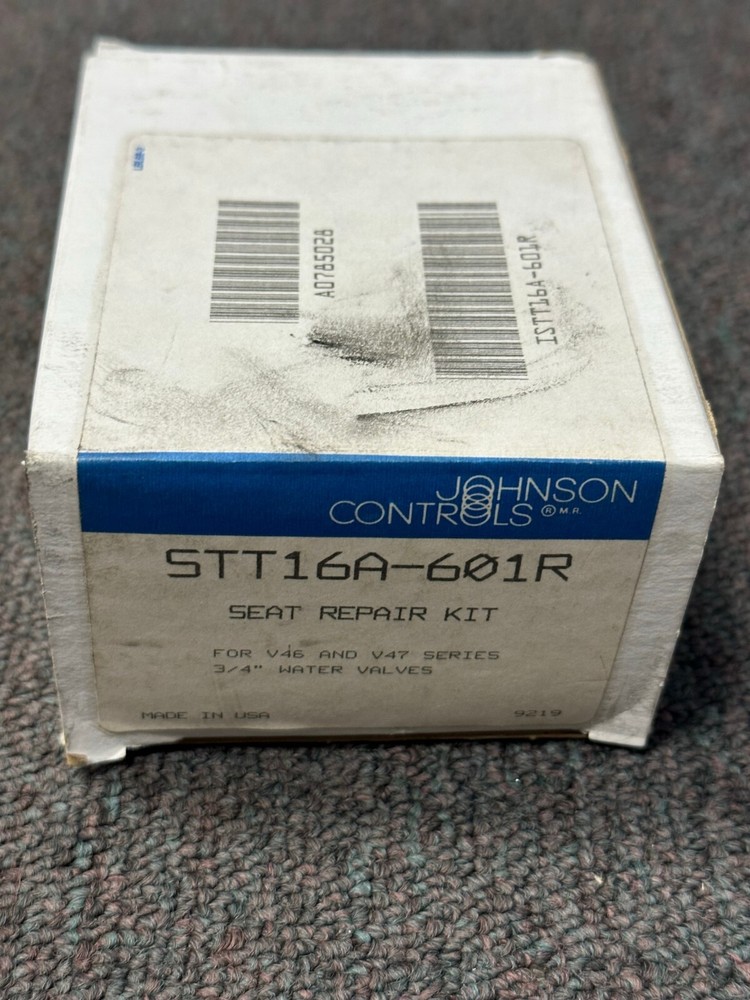 A0785028
ISTT16A-601R
JOHNSON
CONTROLS ® M.R.
STT16A-601R
SEAT REPAIR KIT
FOR V46 AND V47 SERIES
3/4" WATER VALVES
MADE IN USA 9219